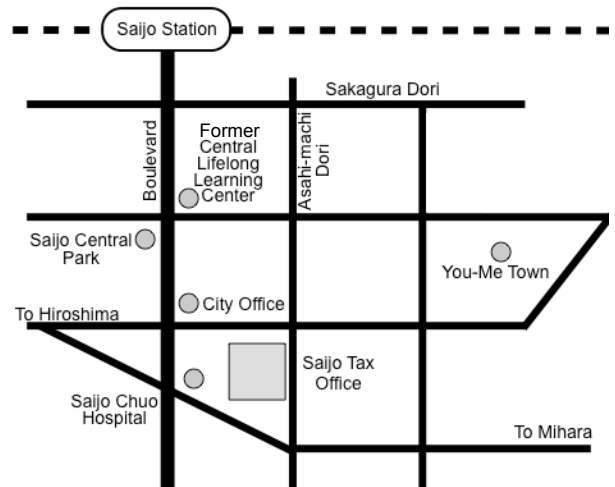 Saijo Station
Sakagura Dori
Boulevard
Former
Central
Lifelong
Learning
Center
Asahi-machi
Dori
Saijo Central
Park
You-Me Town
City Office
To Hiroshima
Saijo Tax
Office
Saijo Chuo
Hospital
To Mihara